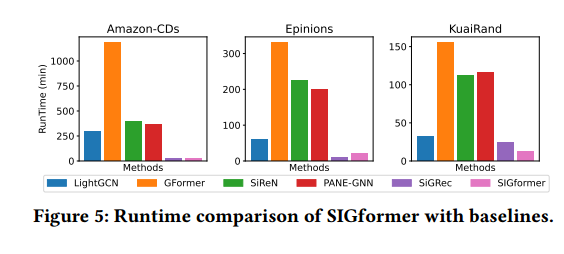 Amazon-CDs
Epinions
KuaiRand
RunTime (min)
1000
750
500
250
0
Methods
300
200
100
0
Methods
150
100
50
0
Methods
LightGCN GFormer SiReN PANE-GNN SiGRec SIGformer
Figure 5: Runtime comparison of SIGformer with baselines.